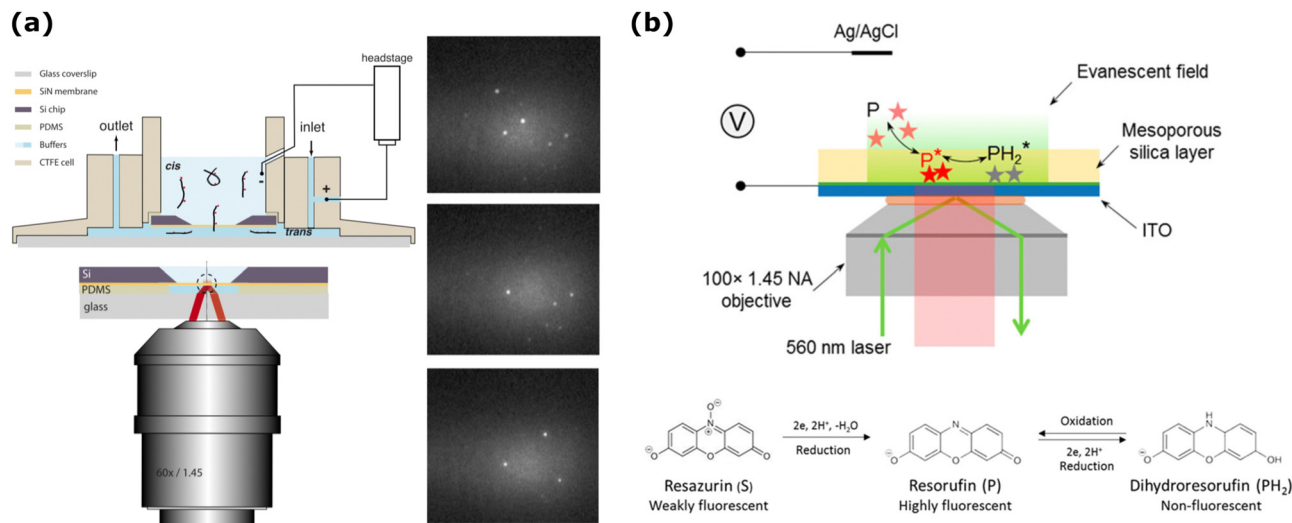 (a)
headstage
Glass coverslip
SiN membrane
Si chip
PDMS
Buffers
CTFE cell
outlet
inlet
cis
-
+
trans
Si
PDMS
glass
60x / 1.45
(b)
Ag/AgCl
Evanescent field
P
V
Mesoporous
silica layer
P*
PH2*
ITO
100× 1.45 NA
objective
560 nm laser
O⊖
N
⊕
⊖O
O
O
2e, 2H+, -H2O
Reduction
N
⊖O
O
O
Oxidation
2e, 2H+
Reduction
H
N
⊖O
O
OH
Resazurin (S)
Weakly fluorescent
Resorufin (P)
Highly fluorescent
Dihydroresorufin (PH2)
Non-fluorescent